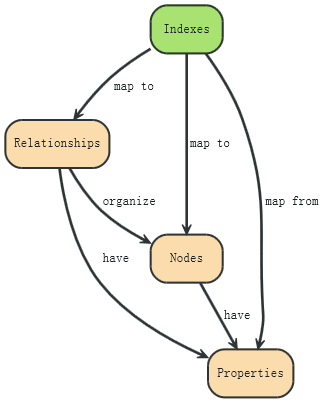 Indexes
map to
map to
Relationships
map from
organize
Nodes
have
have
Properties